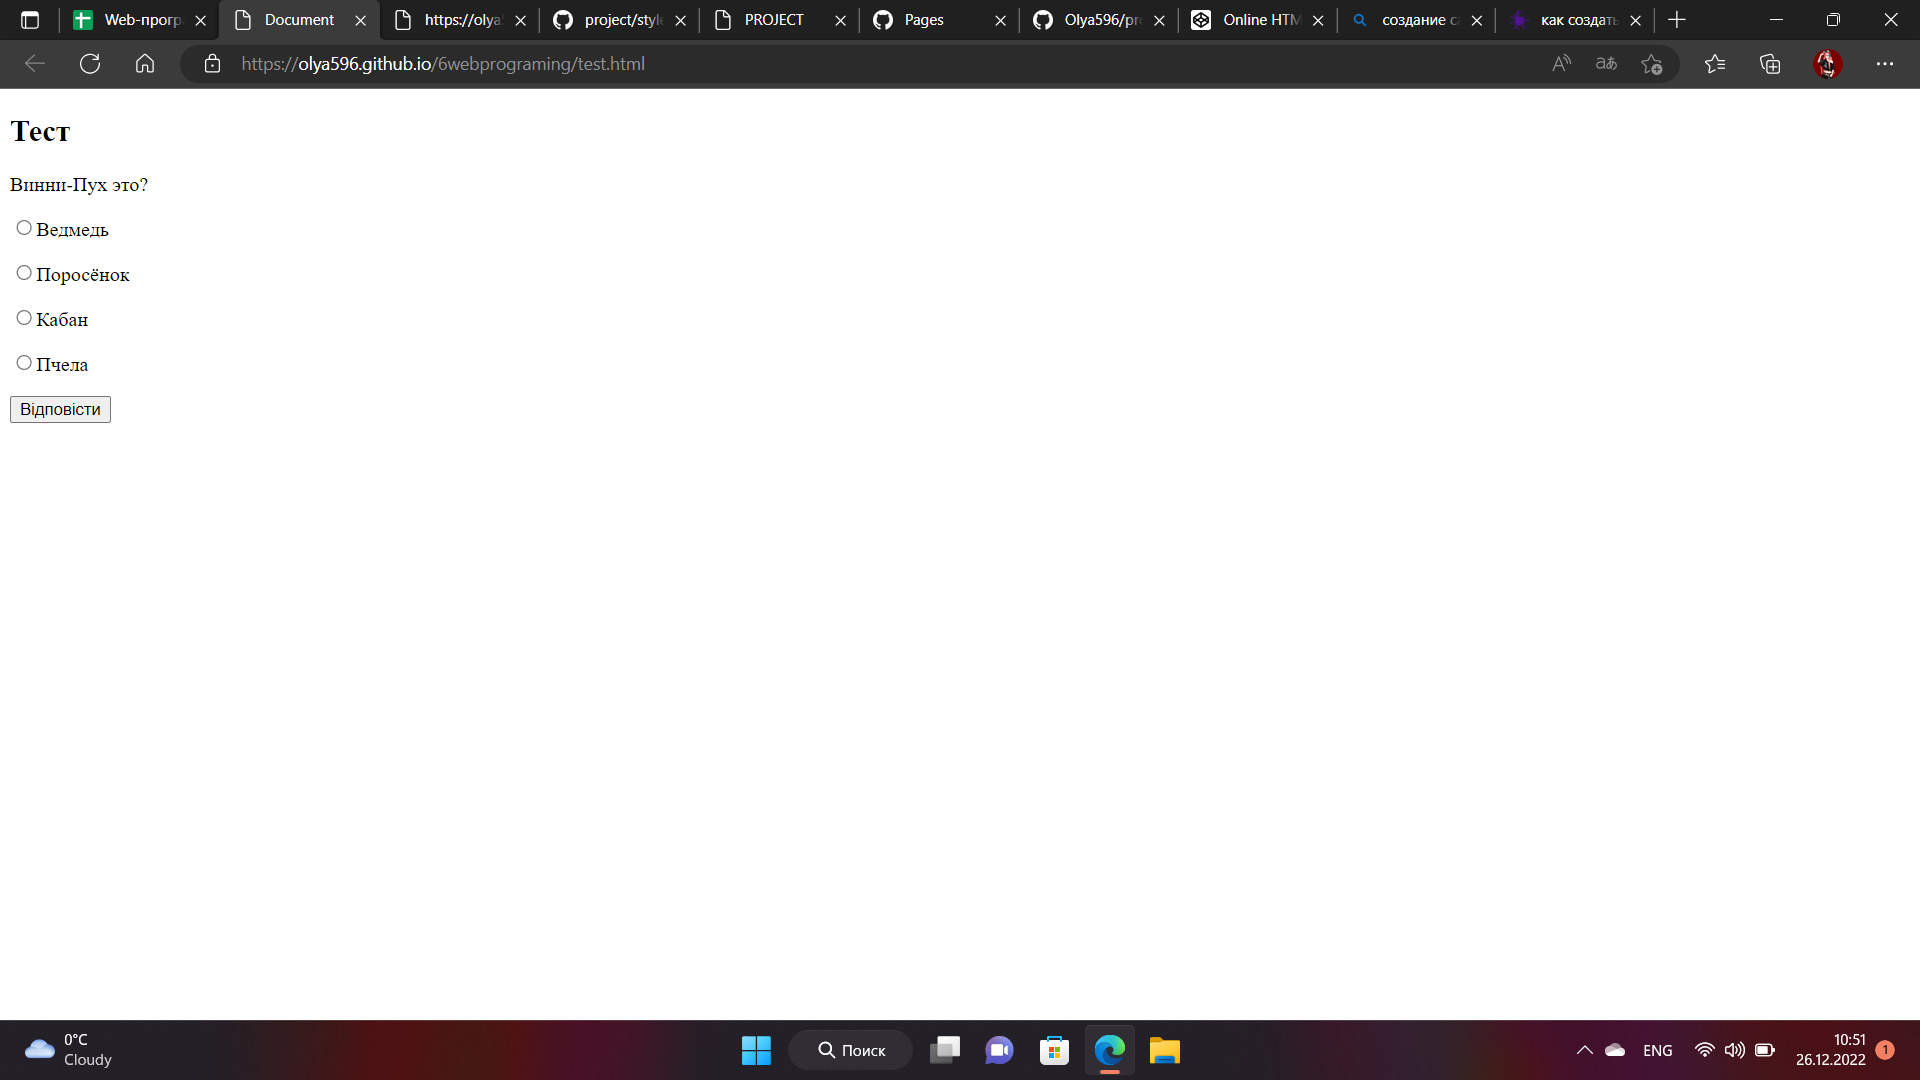 Web-прогр
Document
https://olya
project/style
PROJECT
Pages
Olya596/pr
Online HTM
создание са
как создать
https://olya596.github.io/6webprograming/test.html
Тест
Винни-Пух это?
Ведмедь
Поросёнок
Кабан
Пчела
Відповісти
0°C
Cloudy
Поиск
ENG
10:51
26.12.2022
1